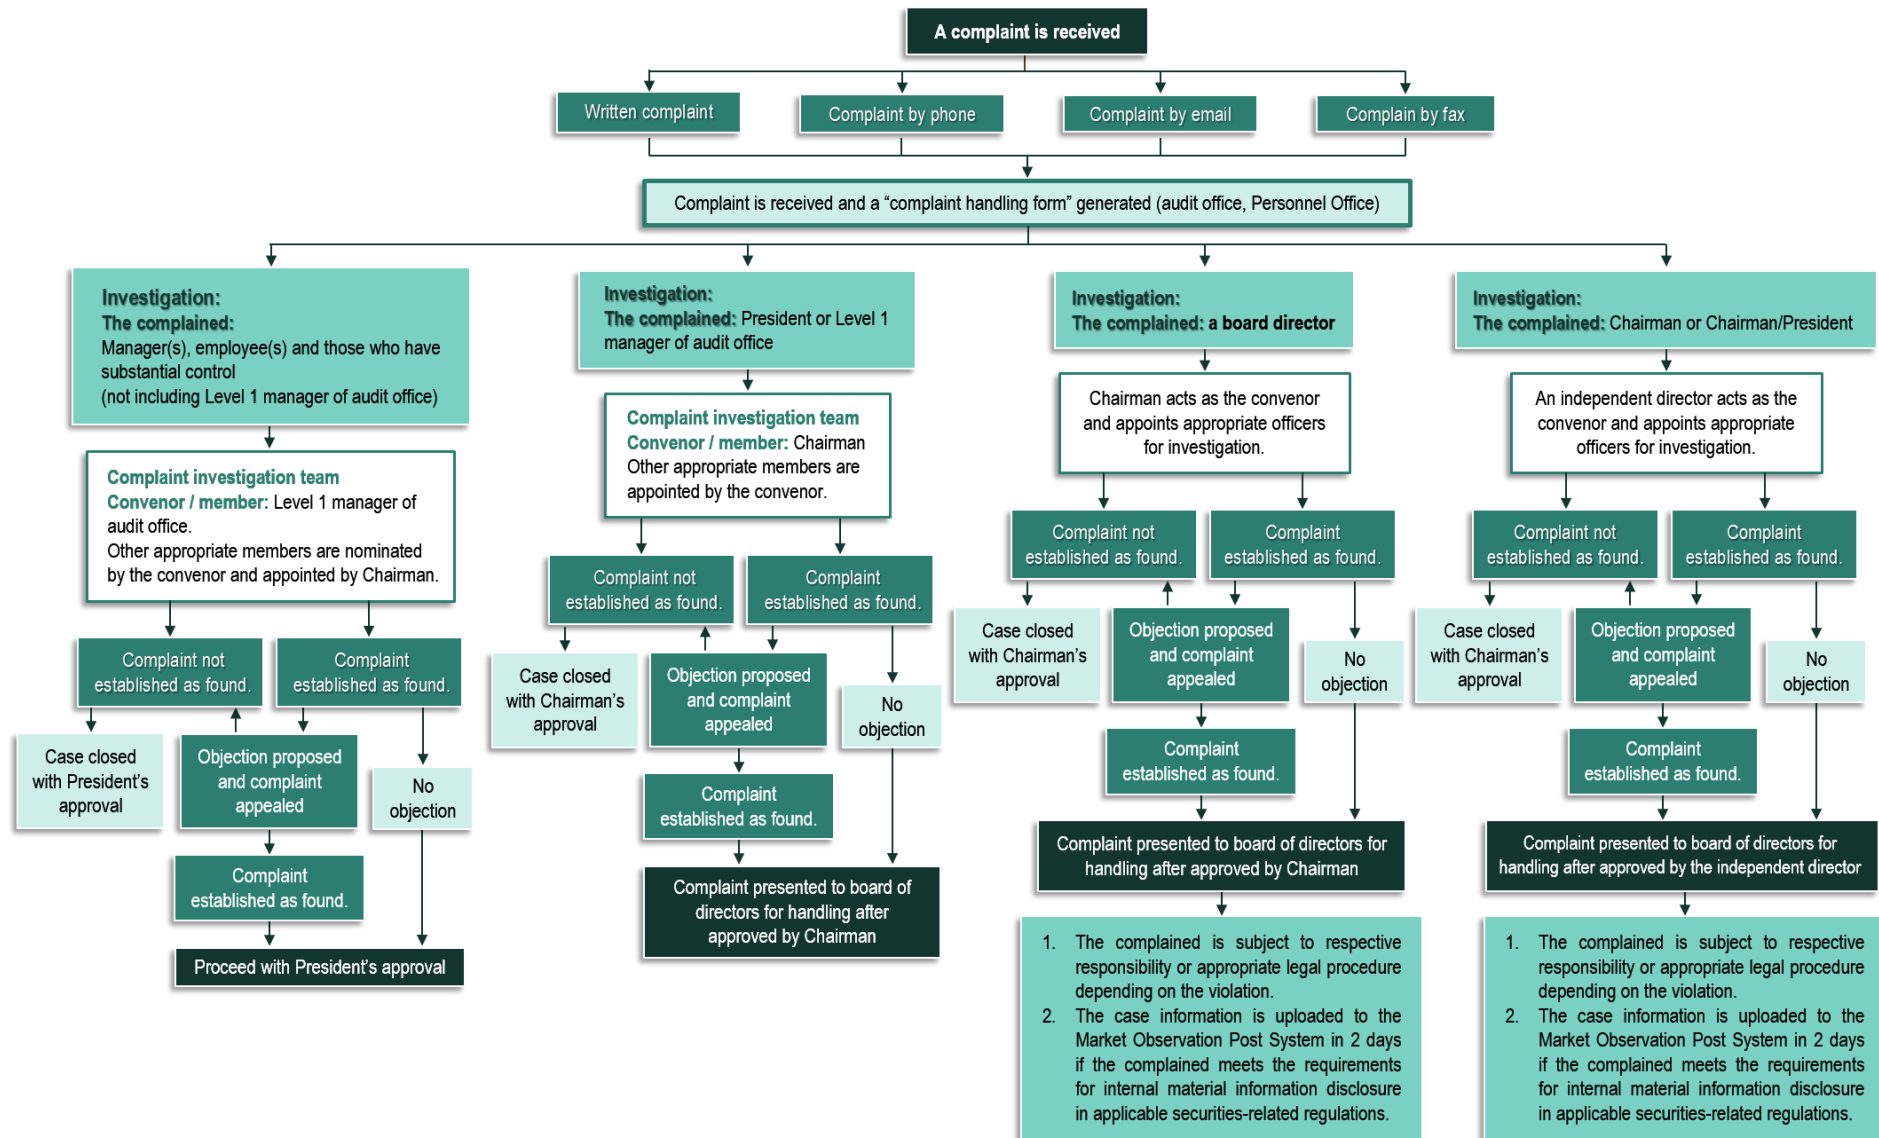 A complaint is received
Written complaint
Complaint by phone
Complaint by email
Complain by fax
Complaint is received and a “complaint handling form” generated (audit office, Personnel Office)
Investigation:
The complained:
Manager(s), employee(s) and those who have
substantial control
(not including Level 1 manager of audit office)
Complaint investigation team
Convenor / member: Level 1 manager of
audit office.
Other appropriate members are nominated
by the convenor and appointed by Chairman.
Complaint not
established as found.
Complaint
established as found.
Case closed
with President’s
approval
Objection proposed
and complaint
appealed
No
objection
Complaint
established as found.
Proceed with President’s approval
Investigation:
The complained: President or Level 1
manager of audit office
Complaint investigation team
Convenor / member: Chairman
Other appropriate members are
appointed by the convenor.
Complaint not
established as found.
Complaint
established as found.
Case closed
with Chairman’s
approval
Objection proposed
and complaint
appealed
No
objection
Complaint
established as found.
Complaint presented to board of
directors for handling after
approved by Chairman
Investigation:
The complained: a board director
Chairman acts as the convenor
and appoints appropriate officers
for investigation.
Complaint not
established as found.
Complaint
established as found.
Case closed
with Chairman’s
approval
Objection proposed
and complaint
appealed
No
objection
Complaint
established as found.
Complaint presented to board of directors for
handling after approved by Chairman
1. The complained is subject to respective
responsibility or appropriate legal procedure
depending on the violation.
2. The case information is uploaded to the
Market Observation Post System in 2 days
if the complained meets the requirements
for internal material information disclosure
in applicable securities-related regulations.
Investigation:
The complained: Chairman or Chairman/President
An independent director acts as the
convenor and appoints appropriate
officers for investigation.
Complaint not
established as found.
Complaint
established as found.
Case closed
with Chairman’s
approval
Objection proposed
and complaint
appealed
No
objection
Complaint
established as found.
Complaint presented to board of directors for
handling after approved by the independent director
1. The complained is subject to respective
responsibility or appropriate legal procedure
depending on the violation.
2. The case information is uploaded to the
Market Observation Post System in 2 days
if the complained meets the requirements
for internal material information disclosure
in applicable securities-related regulations.